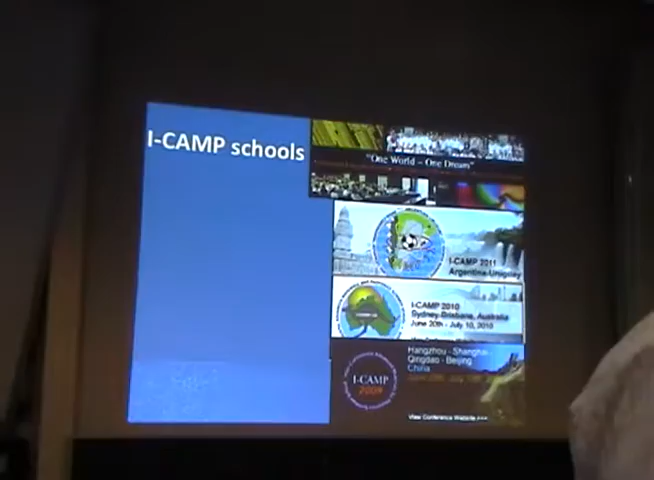 I-CAMP schools
"One World – One Dream"
I-CAMP 2011
Argentina-Uruguay
I-CAMP 2010
Sydney-Brisbane, Australia
June 20th - July 10, 2010
Hangzhou - Shanghai
Qingdao - Beijing
China
I-CAMP
2009
View Conference Website >>>